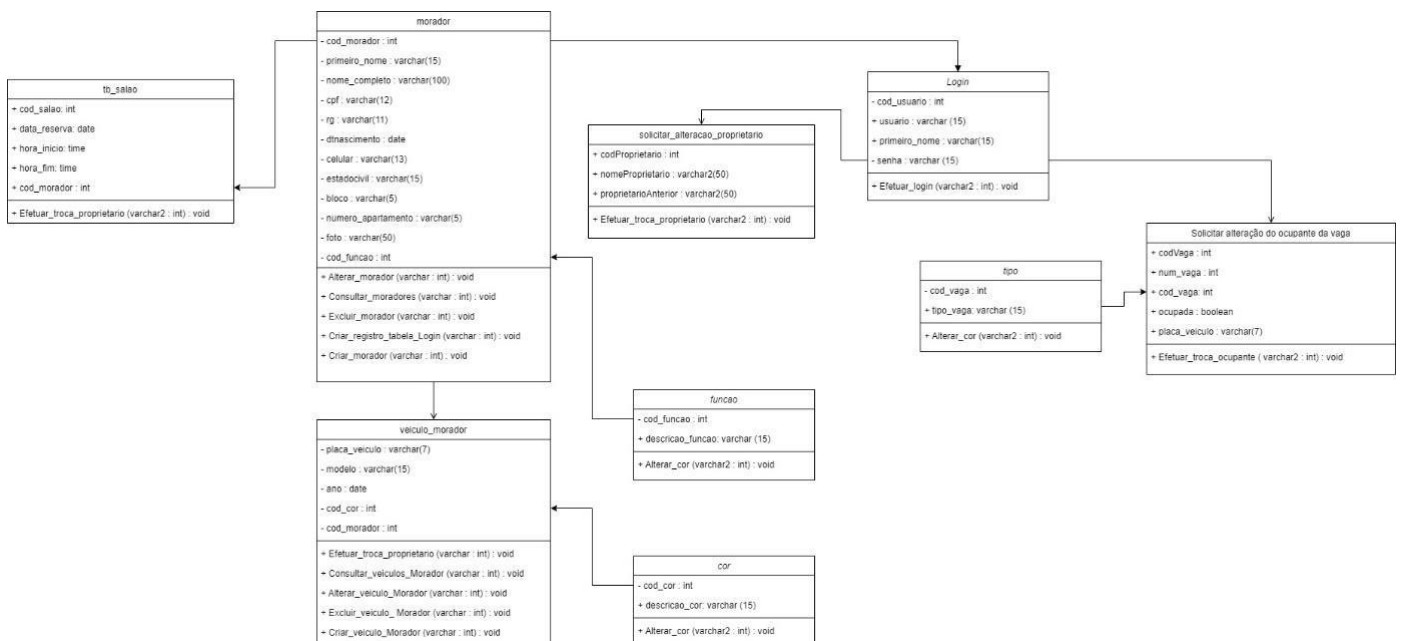 morador
- cod_morador : int
- primeiro_nome : varchar(15)
- nome_completo : varchar(100)
- cpf : varchar(12)
- rg : varchar(11)
- dtnascimento : date
- celular : varchar(13)
- estadocivil : varchar(15)
- bloco : varchar(5)
- numero_apartamento : varchar(5)
- foto : varchar(50)
- cod_funcao : int
+ Alterar_morador (varchar : int) : void
+ Consultar_moradores (varchar : int) : void
+ Excluir_morador (varchar : int) : void
+ Criar_registro_tabela_Login (varchar : int) : void
+ Criar_morador (varchar : int) : void
tb_salao
+ cod_salao: int
+ data_reserva: date
+ hora_inicio: time
+ hora_fim: time
+ cod_morador : int
+ Efetuar_troca_proprietario (varchar2 : int) : void
Login
- cod_usuario : int
+ usuario : varchar (15)
+ primeiro_nome : varchar(15)
- senha : varchar (15)
+ Efetuar_login (varchar2 : int) : void
solicitar_alteracao_proprietario
+ codProprietario : int
+ nomeProprietario : varchar2(50)
+ proprietarioAnterior : varchar2(50)
+ Efetuar_troca_proprietario (varchar2 : int) : void
Solicitar alteração do ocupante da vaga
+ codVaga : int
+ num_vaga : int
+ cod_vaga: int
+ ocupada : boolean
+ placa_veiculo : varchar(7)
+ Efetuar_troca_ocupante ( varchar2 : int) : void
tipo
- cod_vaga : int
+ tipo_vaga: varchar (15)
+ Alterar_cor (varchar2 : int) : void
funcao
- cod_funcao : int
+ descricao_funcao: varchar (15)
+ Alterar_cor (varchar2 : int) : void
veiculo_morador
- placa_veiculo : varchar(7)
- modelo : varchar(15)
- ano : date
- cod_cor : int
- cod_morador : int
+ Efetuar_troca_proprietario (varchar : int) : void
+ Consultar_veiculos_Morador (varchar : int) : void
+ Alterar_veiculo_Morador (varchar : int) : void
+ Excluir_veiculo_ Morador (varchar : int) : void
+ Criar_veiculo_Morador (varchar : int) : void
cor
- cod_cor : int
+ descricao_cor: varchar (15)
+ Alterar_cor (varchar2 : int) : void